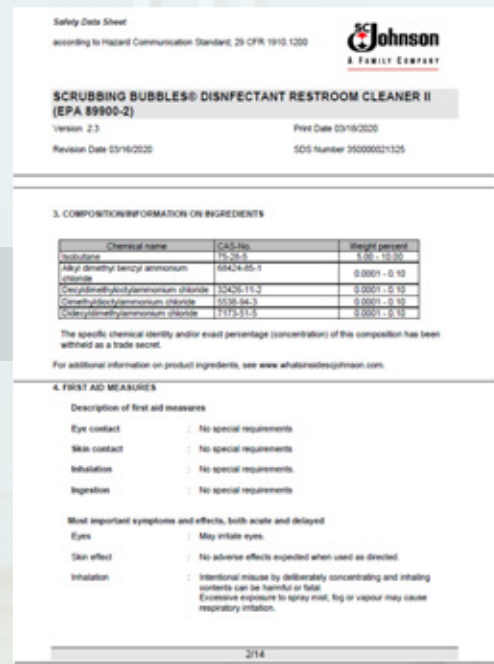 Safety Data Sheet
according to Hazard Communication Standard; 29 CFR 1910.1200
SC Johnson
A FAMILY COMPANY
SCRUBBING BUBBLES® DISNFECTANT RESTROOM CLEANER II
(EPA 89900-2)
Version 2.3
Print Date 03/18/2020
Revision Date 03/16/2020
SDS Number 350000021325
3. COMPOSITION/INFORMATION ON INGREDIENTS
Chemical name CAS-No. Weight percent
Isobutane 75-28-5 5.00 - 10.00
Alkyl dimethyl benzyl ammonium
chloride 68424-85-1 0.0001 - 0.10
Decyldimethyloctylammonium chloride 32426-11-2 0.0001 - 0.10
Dimethyldioctylammonium chloride 5538-94-3 0.0001 - 0.10
Didecyldimethylammonium chloride 7173-51-5 0.0001 - 0.10
The specific chemical identity and/or exact percentage (concentration) of this composition has been
withheld as a trade secret.
For additional information on product ingredients, see www.whatsinsidescjohnson.com.
4. FIRST AID MEASURES
Description of first aid measures
Eye contact : No special requirements
Skin contact : No special requirements
Inhalation : No special requirements.
Ingestion : No special requirements
Most important symptoms and effects, both acute and delayed
Eyes : May irritate eyes.
Skin effect : No adverse effects expected when used as directed.
Inhalation : Intentional misuse by deliberately concentrating and inhaling
contents can be harmful or fatal.
Excessive exposure to spray mist, fog or vapour may cause
respiratory irritation.
2/14